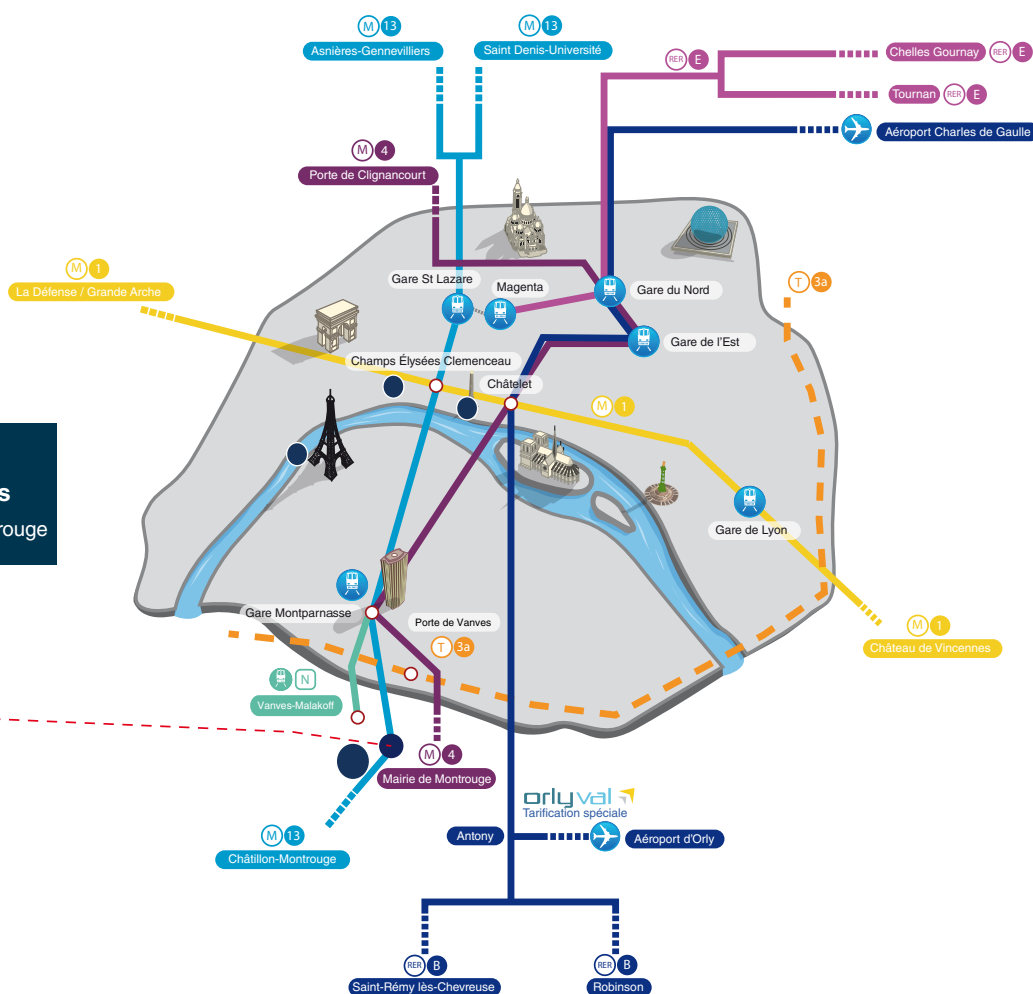 M 13
Asnières-Gennevilliers
M 13
Saint Denis-Université
RER E
Chelles Gournay RER E
Tournan RER E
Aéroport Charles de Gaulle
M 4
Porte de Clignancourt
M 1
La Défense / Grande Arche
T 3a
Gare St Lazare
Magenta
Gare du Nord
Gare de l'Est
Champs Élysées Clemenceau
Châtelet
M 1
s
rouge
Gare de Lyon
Gare Montparnasse
Porte de Vanves
T 3a
M 1
Château de Vincennes
N
Vanves-Malakoff
M 4
Mairie de Montrouge
orlyval
Tarification spéciale
M 13
Châtillon-Montrouge
Antony
Aéroport d'Orly
RER B
Saint-Rémy lès-Chevreuse
RER B
Robinson